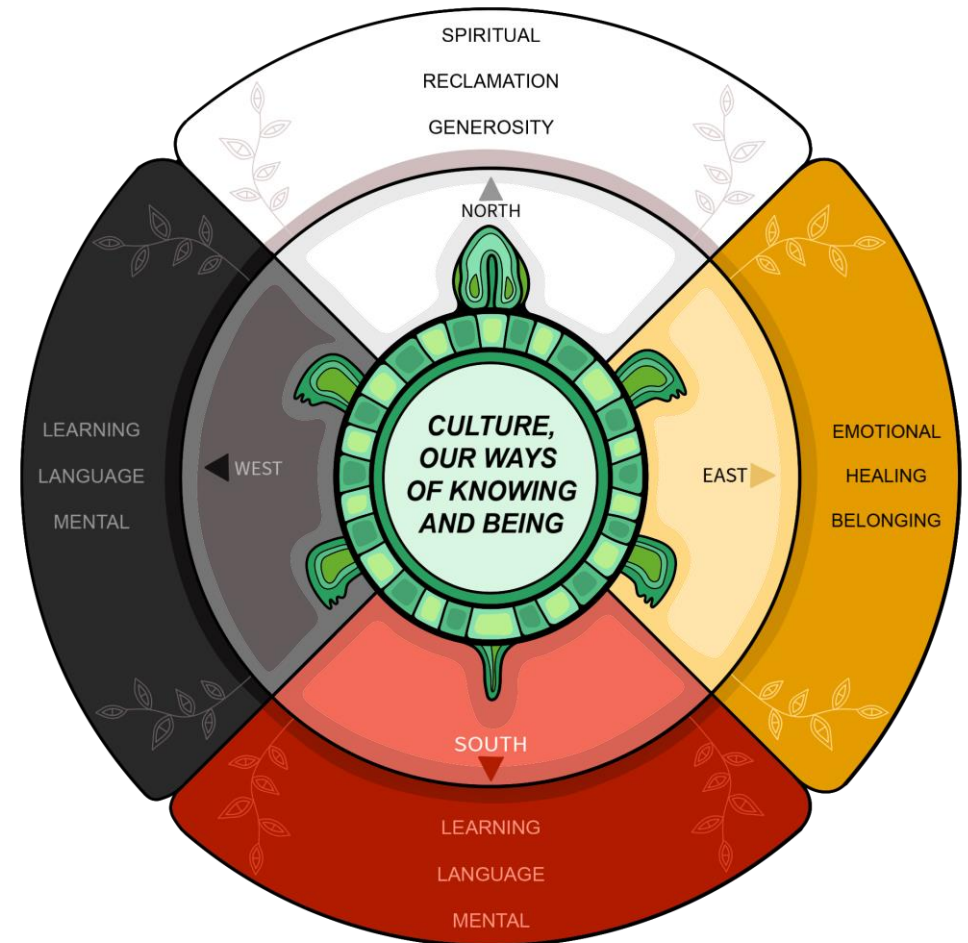 SPIRITUAL
RECLAMATION
GENEROSITY
NORTH
LEARNING
LANGUAGE
MENTAL
WEST
CULTURE,
OUR WAYS
OF KNOWING
AND BEING
EAST
EMOTIONAL
HEALING
BELONGING
SOUTH
LEARNING
LANGUAGE
MENTAL